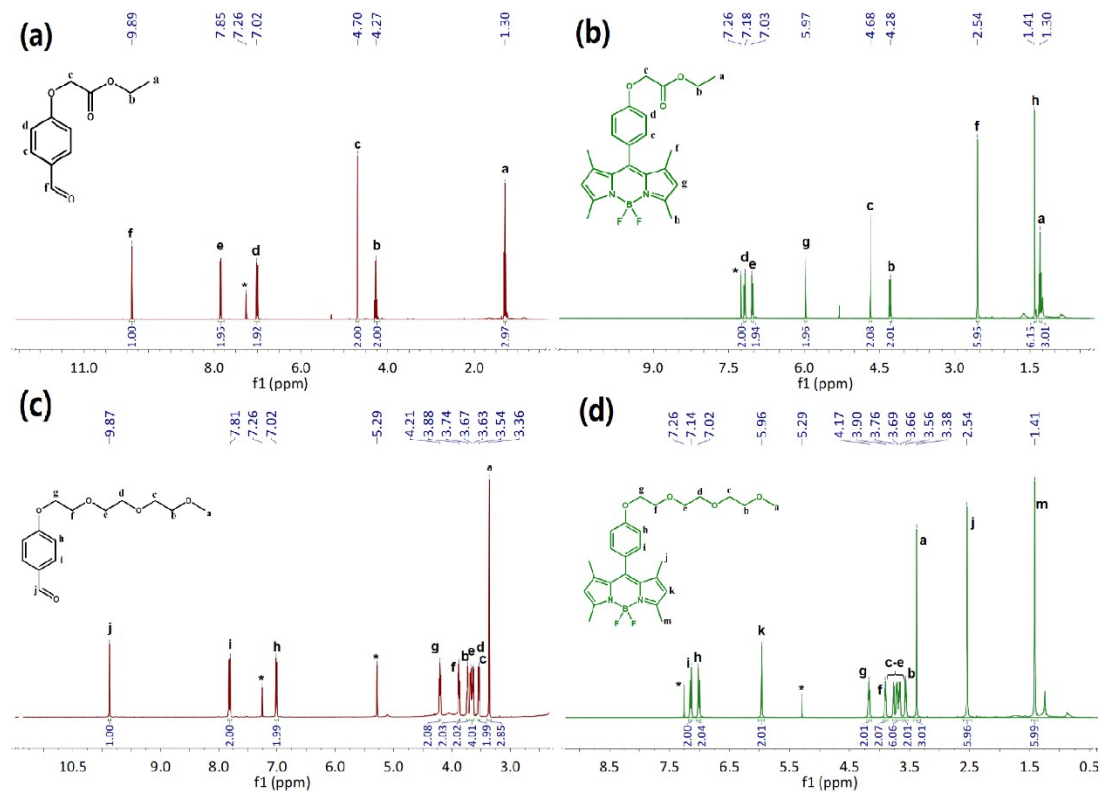 (a)
−9.89
7.85
7.26
7.02
−4.70
−4.27
−1.30
c
a
b
d
c
f
O
O
O
O
f
e
*
d
c
b
a
1.00
1.95
1.92
2.00
2.09
2.97
11.0
8.0
6.0
4.0
2.0
f1 (ppm)
(b)
7.26
7.18
7.03
5.97
4.68
−4.28
−2.54
1.41
1.30
c
a
b
d
c
f
g
h
O
O
O
N
B
N
F
F
*
d
e
g
c
b
f
h
a
2.00
1.94
1.96
2.08
2.01
5.95
6.15
3.01
9.0
7.5
6.0
4.5
3.0
1.5
f1 (ppm)
(c)
−9.87
7.81
7.26
7.02
−5.29
4.21
3.88
3.74
3.67
3.63
3.54
3.36
g
f
e
d
c
b
a
h
i
j
O
O
O
O
O
j
i
*
h
*
g
f
b
e
d
c
a
1.00
2.00
1.99
2.08
2.03
2.02
4.01
1.99
2.85
10.5
9.0
8.0
7.0
6.0
5.0
4.0
3.0
f1 (ppm)
(d)
7.26
7.14
7.02
−5.96
−5.29
4.17
3.90
3.76
3.69
3.66
3.56
3.38
−2.54
−1.41
g
f
e
d
c
b
a
h
i
j
k
m
O
O
O
O
N
B
N
F
F
*
i
h
k
*
g
f
c-e
b
a
j
m
2.00
2.04
2.01
2.01
2.07
6.06
2.01
3.01
5.96
5.99
8.5
7.5
6.5
5.5
4.5
3.5
2.5
1.5
0.5
f1 (ppm)